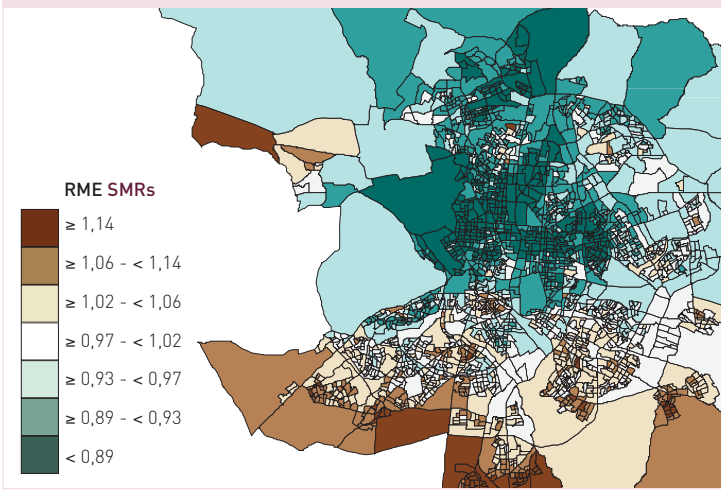 RME SMRs
≥ 1,14
≥ 1,06 - < 1,14
≥ 1,02 - < 1,06
≥ 0,97 - < 1,02
≥ 0,93 - < 0,97
≥ 0,89 - < 0,93
< 0,89